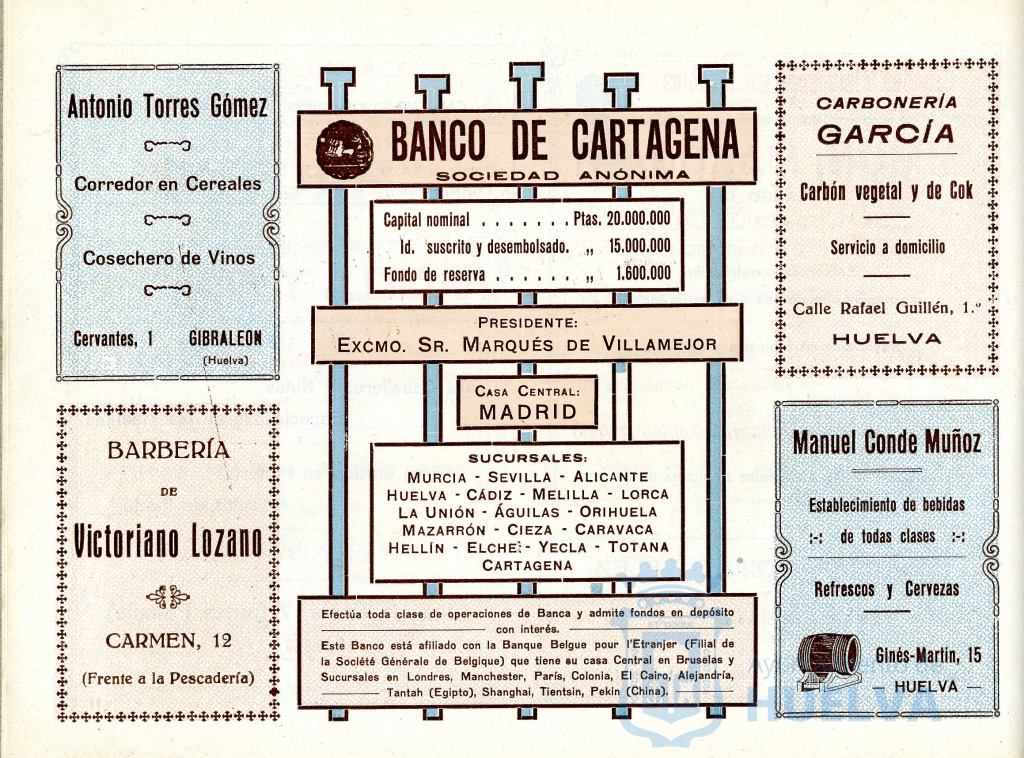 Antonio Torres Gómez
Corredor en Cereales
Cosechero de Vinos
Cervantes, 1 GIBRALEON
(Huelva)
BARBERÍA
DE
Victoriano Lozano
CARMEN, 12
(Frente a la Pescadería)
BANCO DE CARTAGENA
SOCIEDAD ANÓNIMA
Capital nominal . . . . . . . Ptas. 20.000.000
Id. suscrito y desembolsado. „ 15.000.000
Fondo de reserva . . . . . . „ 1.600.000
PRESIDENTE:
EXCMO. SR. MARQUÉS DE VILLAMEJOR
CASA CENTRAL:
MADRID
SUCURSALES:
MURCIA - SEVILLA - ALICANTE
HUELVA - CÁDIZ - MELILLA - LORCA
LA UNIÓN - ÁGUILAS - ORIHUELA
MAZARRÓN - CIEZA - CARAVACA
HELLÍN - ELCHE - YECLA - TOTANA
CARTAGENA
Efectúa toda clase de operaciones de Banca y admite fondos en depósito
con interés.
Este Banco está afiliado con la Banque Belgue pour l'Etranjer (Filial de
la Société Générale de Belgique) que tiene su casa Central en Bruselas y
Sucursales en Londres, Manchester, París, Colonia, El Cairo, Alejandría,
Tantah (Egipto), Shanghai, Tientsin, Pekin (China).
CARBONERÍA
GARCÍA
Carbón vegetal y de Cok
Servicio a domicilio
Calle Rafael Guillén, 1.º
HUELVA
Manuel Conde Muñoz
Establecimiento de bebidas
:-: de todas clases :-:
Refrescos y Cervezas
Ginés-Martín, 15
— HUELVA —
HUELVA